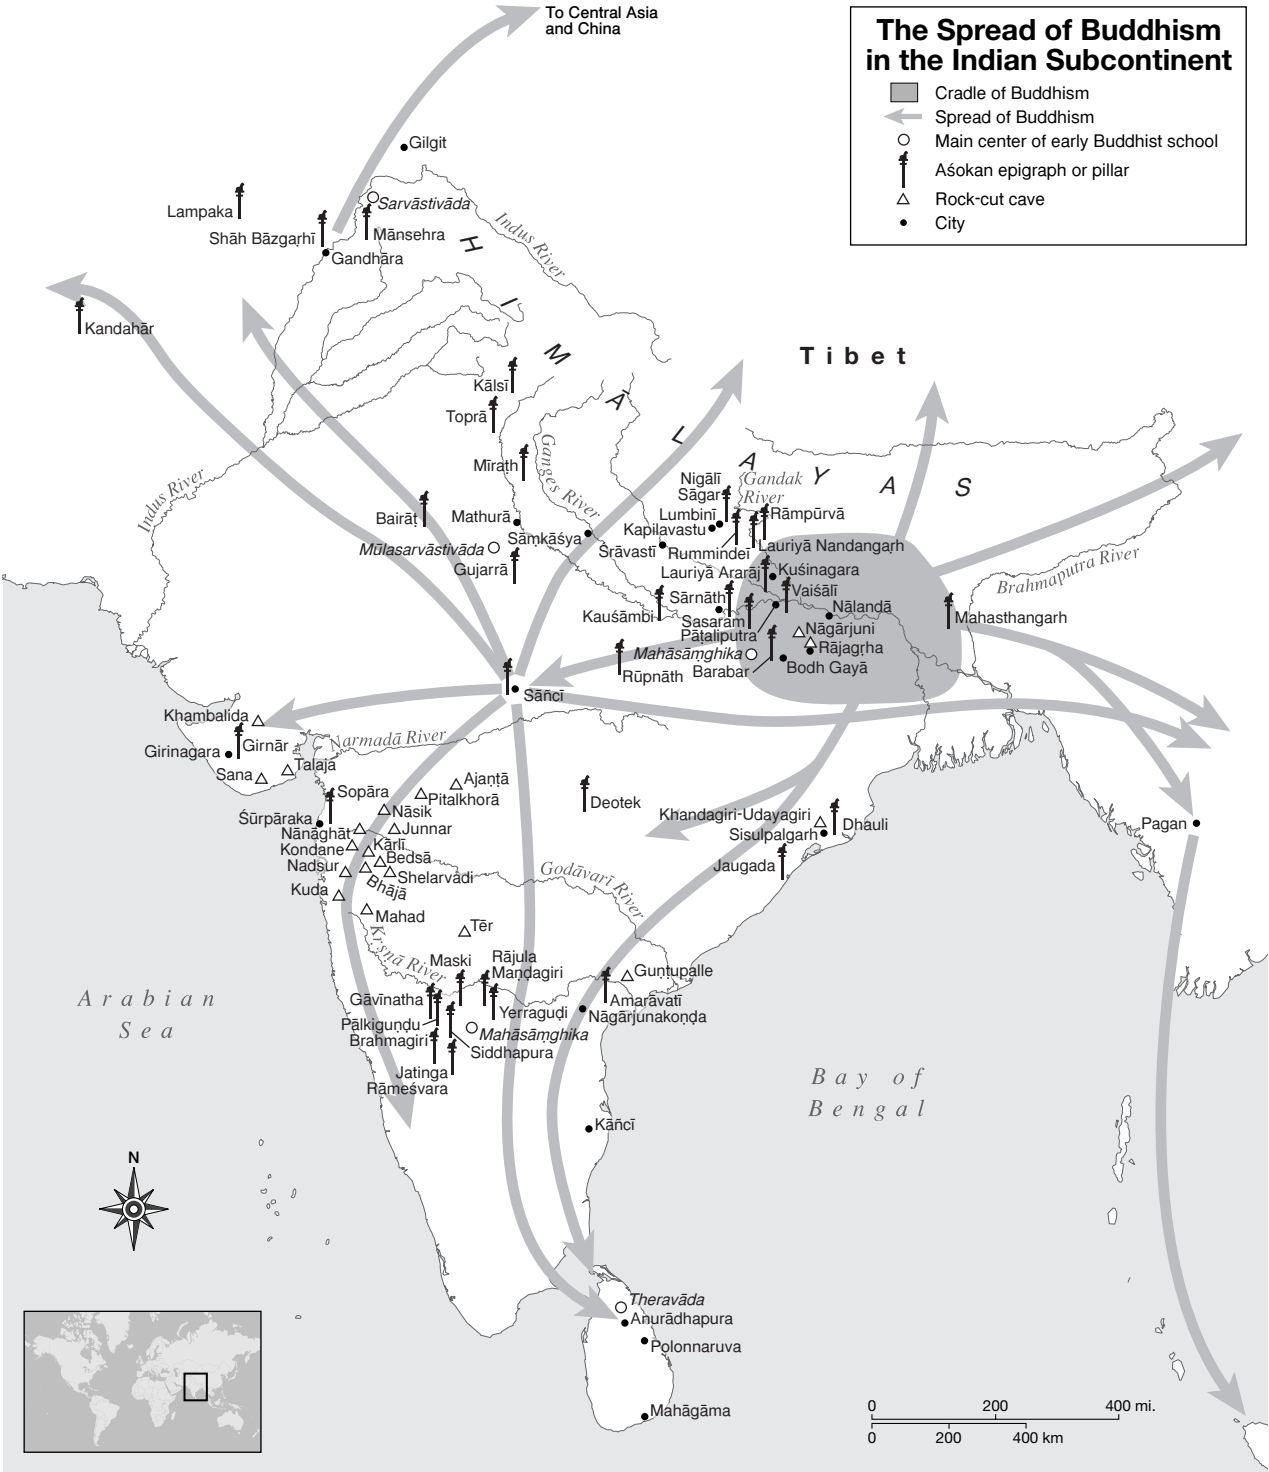 To Central Asia
and China
The Spread of Buddhism
in the Indian Subcontinent
Cradle of Buddhism
Spread of Buddhism
Main center of early Buddhist school
Aśokan epigraph or pillar
Rock-cut cave
City
Gilgit
Lampaka
Sarvāstivāda
Shāh Bāzgaṛhī
Mānsehra
Gandhāra
Indus River
HIMĀLAYAS
Kandahār
Tibet
Kālsī
Toprā
Mīraṭh
Ganges River
Indus River
Nigālī
Sāgar
Gandak
River
Bairāṭ
Mathurā
Lumbinī
Rāmpūrvā
Kapilavastu
Sāṃkāśya
Mūlasarvāstivāda
Śrāvastī
Rummindeī
Lauriyā Nandangaṛh
Gujarrā
Lauriyā Ararāj
Kuśinagara
Brahmaputra River
Vaiśālī
Sārnāth
Nālandā
Kauśāmbi
Sasaram
Mahasthangarh
Pātaliputra
Nāgārjuni
Mahāsāṃghika
Rājagṛha
Rūpnāth
Barabar
Bodh Gayā
Sāñcī
Khambalida
Girinagara
Girnār
Narmadā River
Sana
Talaja
Ajaṇṭā
Sopāra
Pitalkhorā
Deotek
Nāsik
Khandagiri-Udayagiri
Śūrpāraka
Junnar
Dhauli
Pagan
Nānāghāt
Sisulpalgarh
Kondane
Kārlī
Bedsā
Nadsur
Shelarvādi
Jaugada
Kuda
Bhājā
Godāvarī River
Mahad
Tēr
Kṛṣṇā River
Maski
Rājula
Maṇdagiri
Guṇṭupalle
Arabian
Sea
Gāvīnatha
Amarāvatī
Yerraguḍi
Nāgārjunakoṇḍa
Pālkiguṇḍu
Brahmagiri
Mahāsāṃghika
Siddhapura
Jatinga
Rāmeśvara
Bay of
Bengal
Kāñcī
N
Theravāda
Anurādhapura
Polonnaruva
Mahāgāma
0 200 400 mi.
0 200 400 km